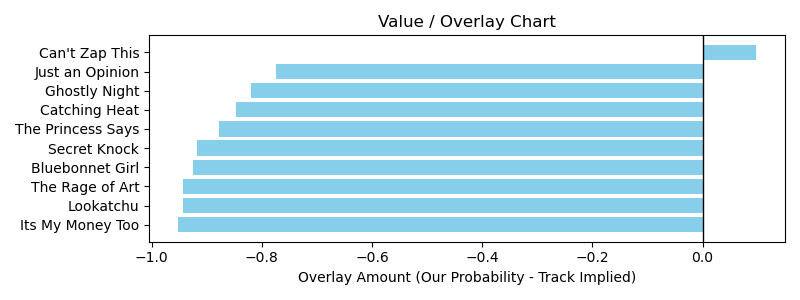 Value / Overlay Chart
Can't Zap This
Just an Opinion
Ghostly Night
Catching Heat
The Princess Says
Secret Knock
Bluebonnet Girl
The Rage of Art
Lookatchu
Its My Money Too
−1.0 −0.8 −0.6 −0.4 −0.2 0.0
Overlay Amount (Our Probability - Track Implied)